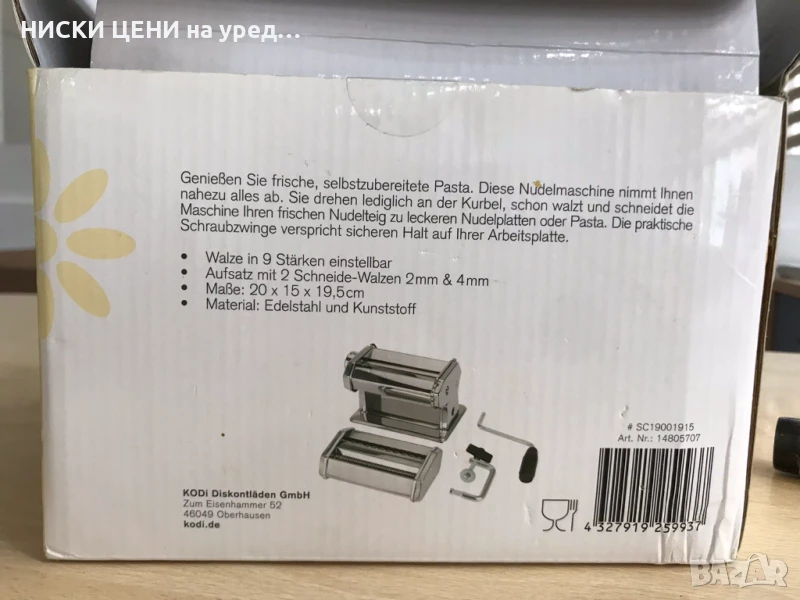 НИСКИ ЦЕНИ на уред...
Genießen Sie frische, selbstzubereitete Pasta. Diese Nudelmaschine nimmt Ihnen
nahezu alles ab. Sie drehen lediglich an der Kurbel, schon walzt und schneidet die
Maschine Ihren frischen Nudelteig zu leckeren Nudelplatten oder Pasta. Die praktische
Schraubzwinge verspricht sicheren Halt auf Ihrer Arbeitsplatte.
• Walze in 9 Stärken einstellbar
• Aufsatz mit 2 Schneide-Walzen 2mm & 4mm
• Maße: 20 x 15 x 19,5cm
• Material: Edelstahl und Kunststoff
# SC19001915
Art. Nr.: 14805707
KODi Diskontläden GmbH
Zum Eisenhammer 52
46049 Oberhausen
kodi.de
4 327919 259937
BAZAR